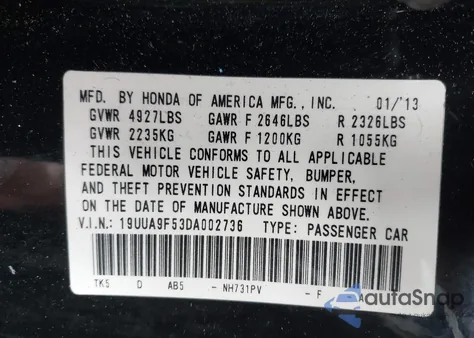 MFD. BY HONDA OF AMERICA MFG., INC. 01/'13
GVWR 4927LBS GAWR F 2646LBS R 2326LBS
GVWR 2235KG GAWR F 1200KG R 1055KG
THIS VEHICLE CONFORMS TO ALL APPLICABLE
FEDERAL MOTOR VEHICLE SAFETY, BUMPER,
AND THEFT PREVENTION STANDARDS IN EFFECT
ON THE DATE OF MANUFACTURE SHOWN ABOVE.
V.I.N.: 19UUA9F53DA002736 TYPE: PASSENGER CAR
TK5 D AB5 - NH731PV - F A
autaSnap